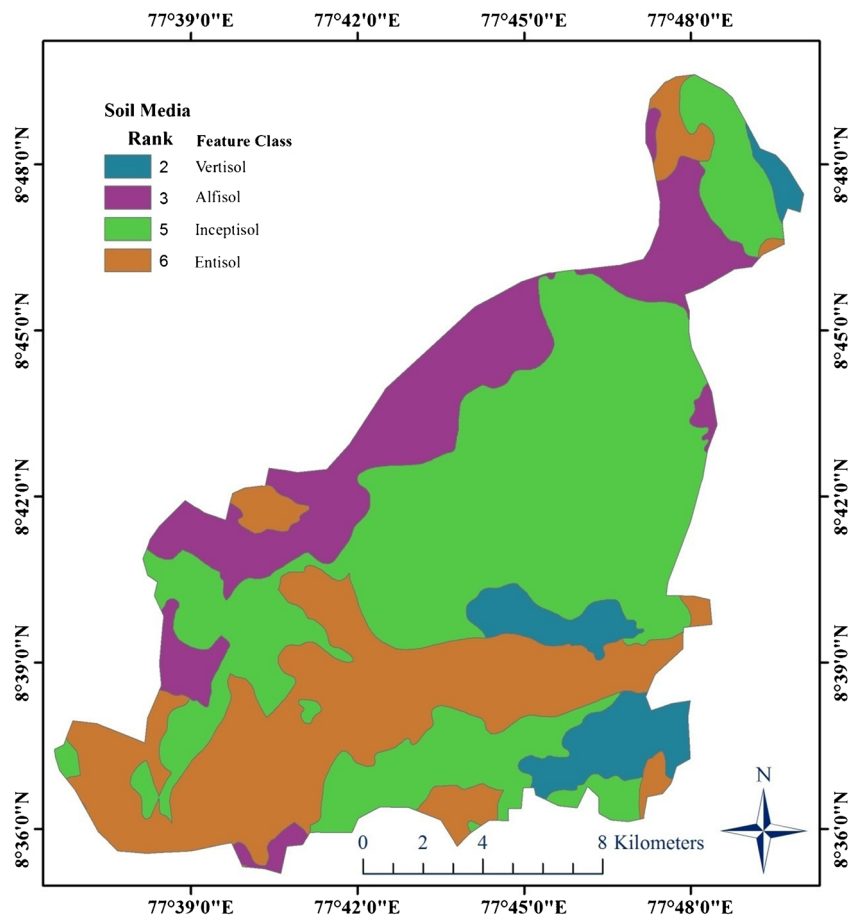 77°39'0"E 77°42'0"E 77°45'0"E 77°48'0"E
Soil Media
Rank Feature Class
2 Vertisol
3 Alfisol
5 Inceptisol
6 Entisol
8°48'0"N 8°48'0"N
8°45'0"N 8°45'0"N
8°42'0"N 8°42'0"N
8°39'0"N 8°39'0"N
8°36'0"N 8°36'0"N
N
0 2 4 8 Kilometers
77°39'0"E 77°42'0"E 77°45'0"E 77°48'0"E